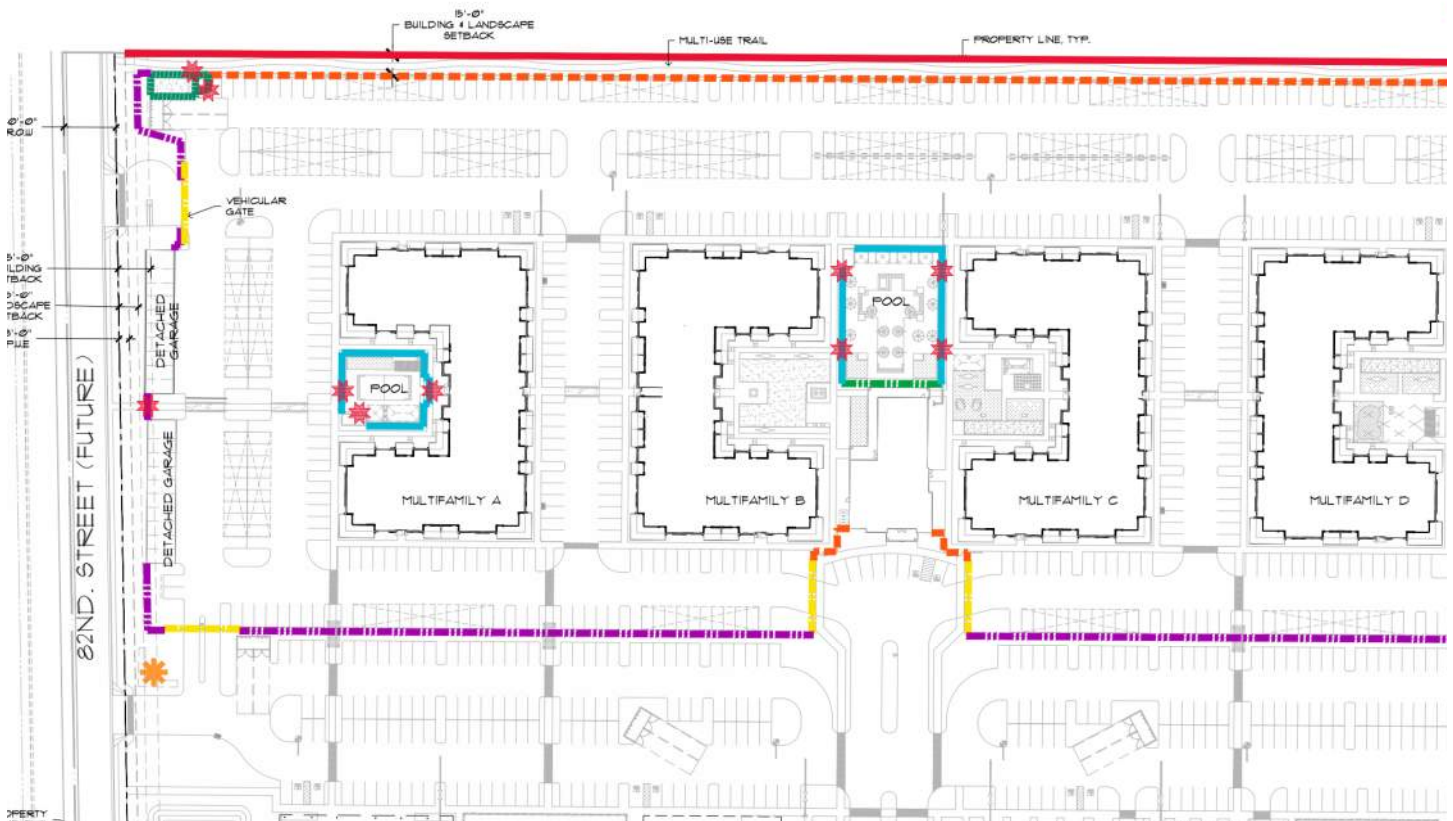 15'-0"
BUILDING & LANDSCAPE
SETBACK
MULTI-USE TRAIL
PROPERTY LINE, TYP.
VEHICULAR
GATE
DETACHED
GARAGE
DETACHED GARAGE
82ND. STREET (FUTURE)
POOL
POOL
MULTIFAMILY A
MULTIFAMILY B
MULTIFAMILY C
MULTIFAMILY D